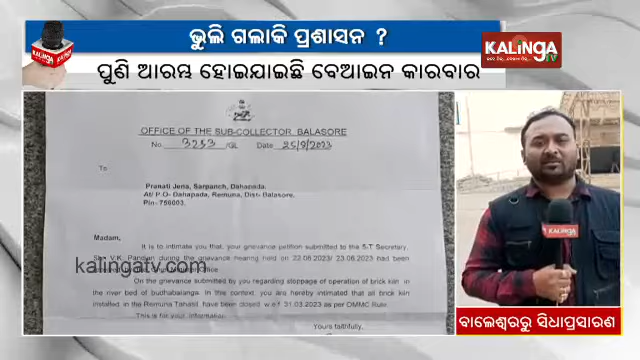 ଭୁଲି ଗଲାକି ପ୍ରଶାସନ ?
KALINGA TV
ପୁଣି ଆରମ୍ଭ ହୋଇଯାଇଛି ବେଆଇନ କାରବାର
OFFICE OF THE SUB-COLLECTOR, BALASORE
No. 3253 /GL Date 25/9/2023
To
Pranati Jena, Sarpanch, Dahapada.
At/ P.O- Dahapada, Remuna, Dist- Balasore.
Pin- 756003.
Madam,
It is to intimate you that, your grievance petition submitted to the 5-T Secretary,
V.K. Pandian during the grievance hearing held on 22.06.2023/ 23.06.2023 had been
Office
On the grievance submitted by you regarding stoppage of operation of brick kiln in
the river bed of budhabalanga. In this context, you are hereby intimated that all brick kiln
installed in the Remuna Tahasil have been closed w.e.f 31.03.2023 as per OMMC Rule.
This is for your information.
Yours faithfully,
kalingatv.com
KALINGA
ବାଲେଶ୍ୱରରୁ ସିଧାପ୍ରସାରଣ